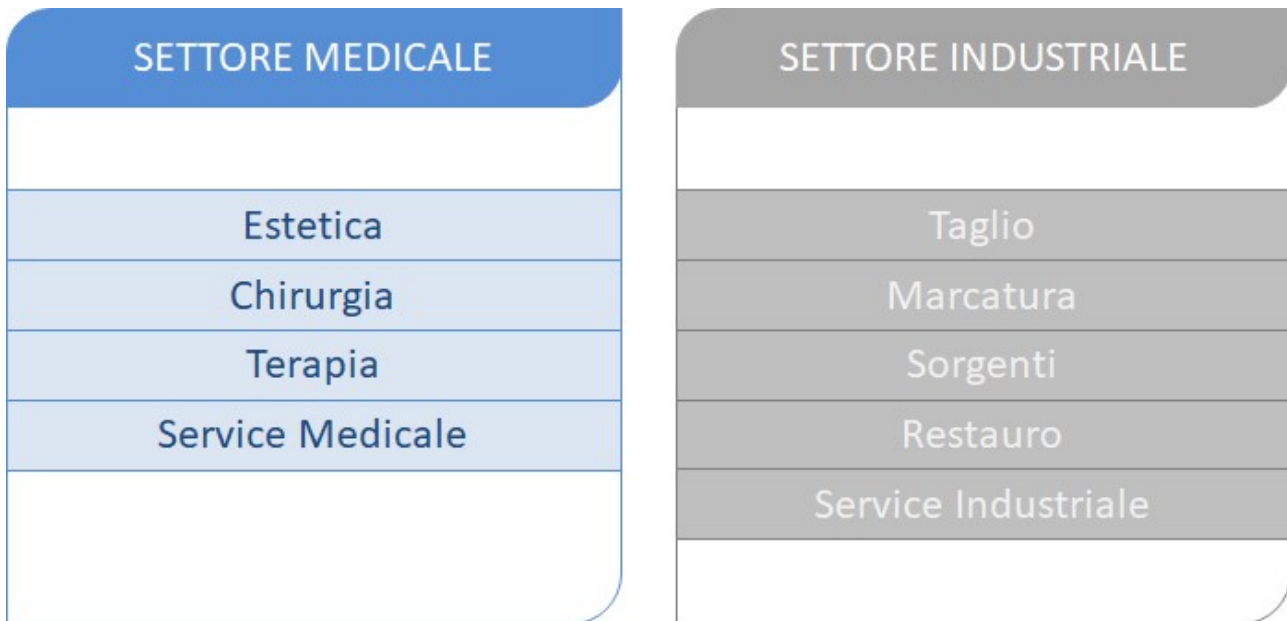 SETTORE MEDICALE
Estetica
Chirurgia
Terapia
Service Medicale
SETTORE INDUSTRIALE
Taglio
Marcatura
Sorgenti
Restauro
Service Industriale